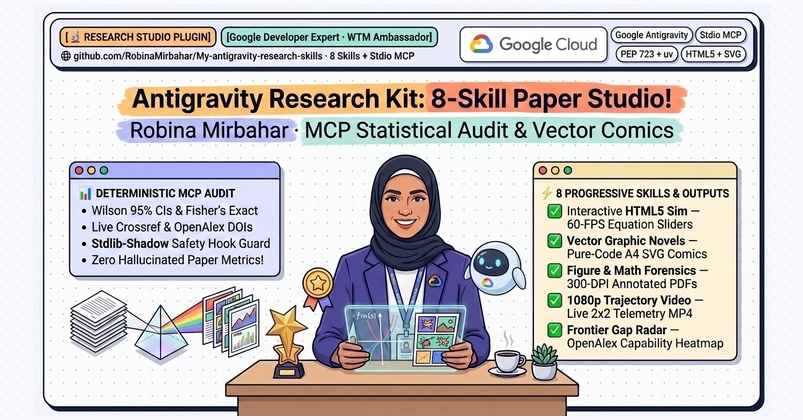 [🔬 RESEARCH STUDIO PLUGIN] [Google Developer Expert · WTM Ambassador]
github.com/RobinaMirbahar/My-antigravity-research-skills · 8 Skills + Stdio MCP
Google Cloud
Google Antigravity Stdio MCP
PEP 723 + uv HTML5 + SVG
Antigravity Research Kit: 8-Skill Paper Studio!
Robina Mirbahar · MCP Statistical Audit & Vector Comics
📊 DETERMINISTIC MCP AUDIT
• Wilson 95% CIs & Fisher's Exact
• Live Crossref & OpenAlex DOIs
• Stdlib-Shadow Safety Hook Guard
• Zero Hallucinated Paper Metrics!
⚡ 8 PROGRESSIVE SKILLS & OUTPUTS
✅ Interactive HTML5 Sim —
60-FPS Equation Sliders
✅ Vector Graphic Novels —
Pure-Code A4 SVG Comics
✅ Figure & Math Forensics —
300-DPI Annotated PDFs
✅ 1080p Trajectory Video —
Live 2x2 Telemetry MP4
✅ Frontier Gap Radar —
OpenAlex Capability Heatmap